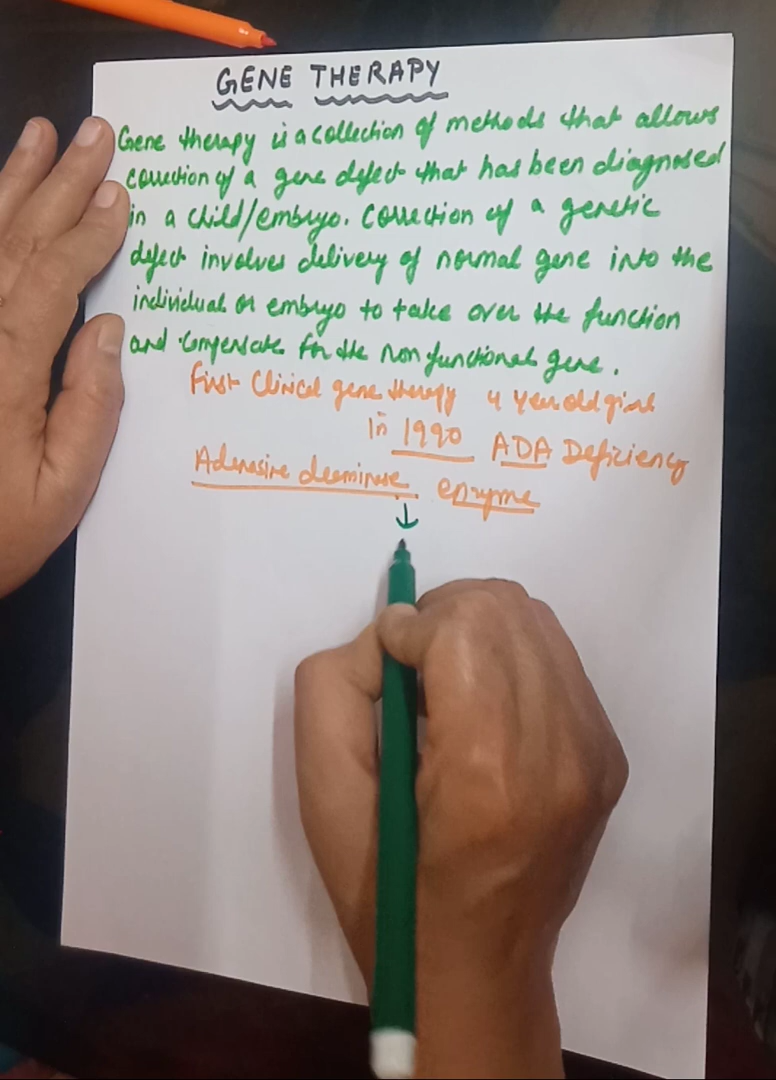 GENE THERAPY
Gene therapy is a collection of methods that allows
correction of a gene defect that has been diagnosed
in a child/embryo. Correction of a genetic
defect involves delivery of normal gene into the
individual or embryo to take over the function
and compensate for the non functional gene.
First Clinical gene therapy 4 year old girl
in 1990 ADA Deficiency
Adenosine deaminase enzyme